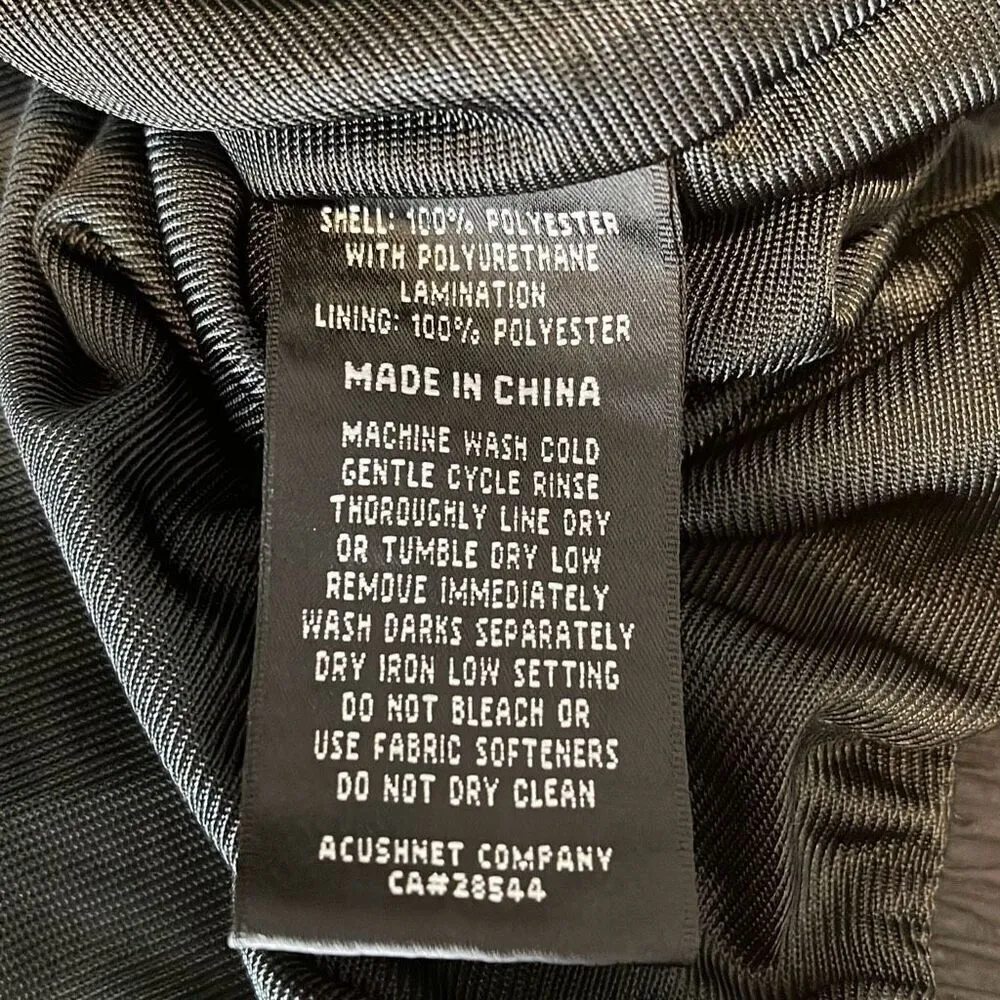 SHELL: 100% POLYESTER
WITH POLYURETHANE
LAMINATION
LINING: 100% POLYESTER
MADE IN CHINA
MACHINE WASH COLD
GENTLE CYCLE RINSE
THOROUGHLY LINE DRY
OR TUMBLE DRY LOW
REMOVE IMMEDIATELY
WASH DARKS SEPARATELY
DRY IRON LOW SETTING
DO NOT BLEACH OR
USE FABRIC SOFTENERS
DO NOT DRY CLEAN
ACUSHNET COMPANY
CA#28544